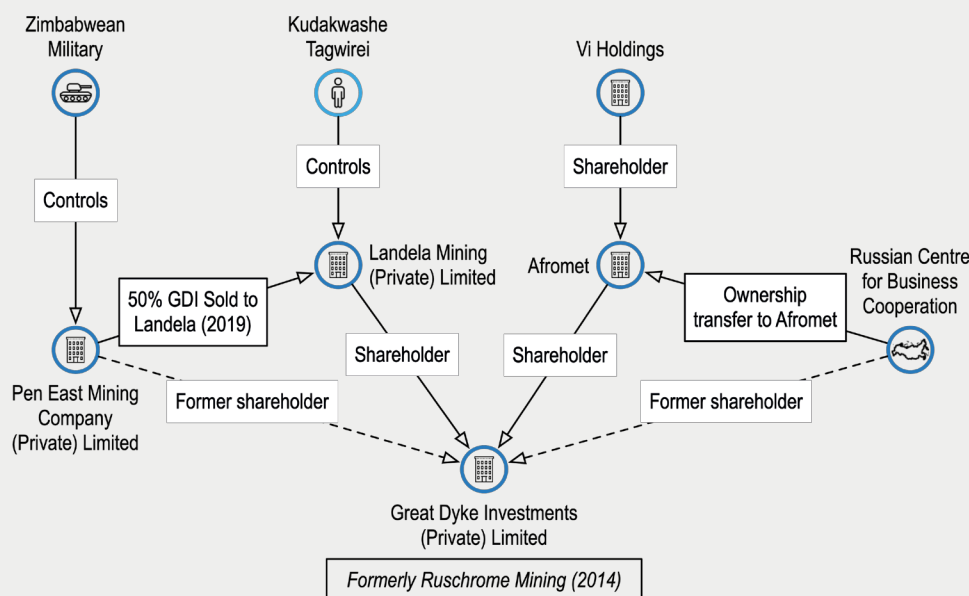 Zimbabwean
Military
Kudakwashe
Tagwirei
Vi Holdings
Controls
Controls
Shareholder
Landela Mining
(Private) Limited
Afromet
Russian Centre
for Business
Cooperation
50% GDI Sold to
Landela (2019)
Ownership
transfer to Afromet
Pen East Mining
Company
(Private) Limited
Shareholder
Shareholder
Former shareholder
Former shareholder
Great Dyke Investments
(Private) Limited
Formerly Ruschrome Mining (2014)